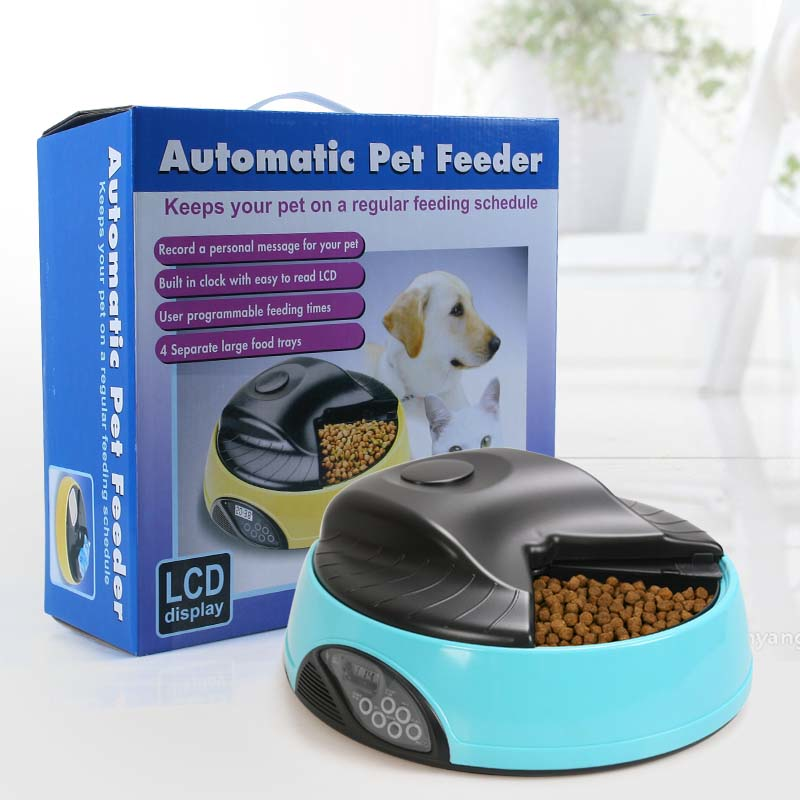 Automatic Pet Feeder
Keeps your pet on a regular feeding schedule
Record a personal message for your pet
Built in clock with easy to read LCD
User programmable feeding times
4 Separate large food trays
LCD
display
Automatic Pet Feeder
Keeps your pet on a regular feeding schedule